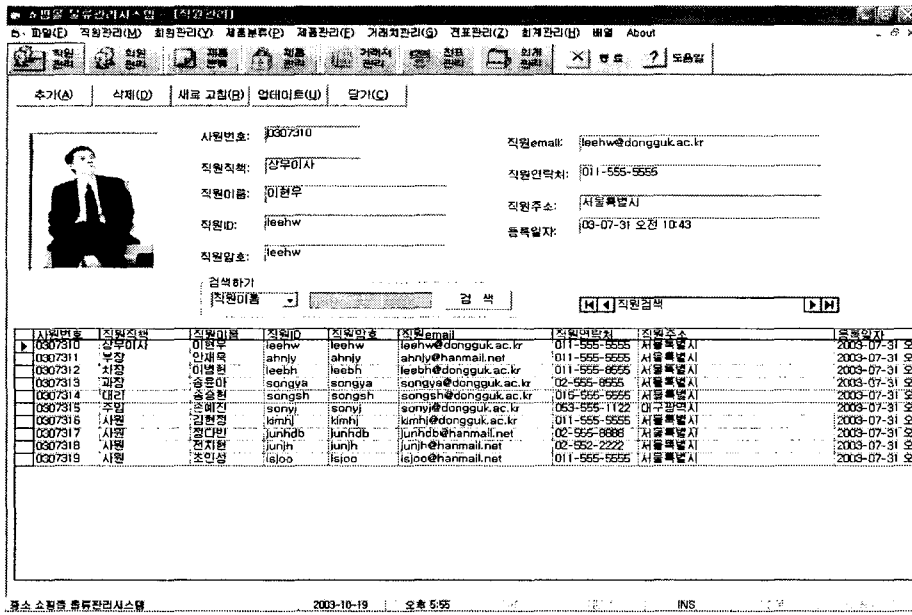 쇼핑몰 물류관리시스템 - [직원관리]
파일(F) 직원관리(M) 회원관리(V) 제품분류(P) 제품관리(E) 거래처관리(G) 전표관리(Z) 회계관리(H) 배열 About
직원관리 회원관리 제품분류 제품관리 거래처관리 전표관리 회계관리 종료 도움말
추가(A) 삭제(D) 새로 고침(R) 업데이트(U) 닫기(C)
사원번호: 0307310
직원직책: 상무이사
직원이름: 이현우
직원ID: leehw
직원암호: leehw
직원email: leehw@dongguk.ac.kr
직원연락처: 011-555-5555
직원주소: 서울특별시
등록일자: 03-07-31 오전 10:43
검색하기
직원이름 검 색
직원검색
사원번호 직원직책 직원이름 직원ID 직원암호 직원email 직원연락처 직원주소 등록일자
0307310 상무이사 이현우 leehw leehw leehw@dongguk.ac.kr 011-555-5555 서울특별시 2003-07-31 오
0307311 부장 안재욱 ahnjy ahnjy ahnjy@hanmail.net 011-555-5555 서울특별시 2003-07-31 오
0307312 차장 이병헌 leebh leebh leebh@dongguk.ac.kr 011-555-8555 서울특별시 2003-07-31 오
0307313 과장 송윤아 songya songya songya@dongguk.ac.kr 02-555-8555 서울특별시 2003-07-31 오
0307314 대리 송승헌 songsh songsh songsh@dongguk.ac.kr 016-555-5555 서울특별시 2003-07-31 오
0307315 주임 손예진 sonyj sonyj sonyj@dongguk.ac.kr 053-555-1122 대구광역시 2003-07-31 오
0307316 사원 김현정 kimhj kimhj kimhj@dongguk.ac.kr 011-555-5555 서울특별시 2003-07-31 오
0307317 사원 정다빈 junhdb junhdb junhdb@hanmail.net 02-555-8888 서울특별시 2003-07-31 오
0307318 사원 전지현 junjh junjh junjh@hanmail.net 02-552-2222 서울특별시 2003-07-31 오
0307319 사원 조인성 isjoo isjoo isjoo@hanmail.net 011-555-5555 서울특별시 2003-07-31 오
중소 쇼핑몰 물류관리시스템 2003-10-19 오후 5:55 INS